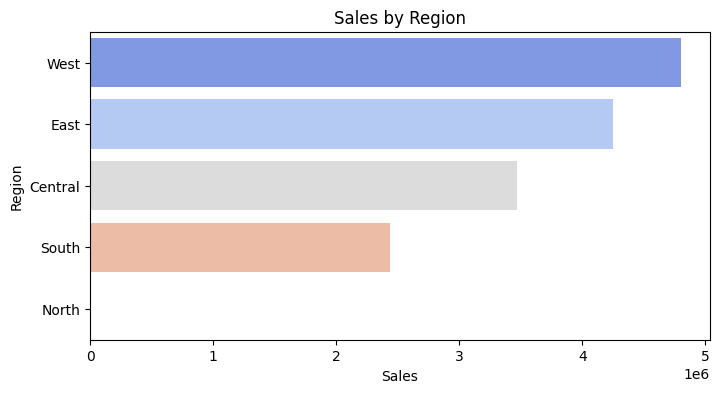 Sales by Region
West
East
Central
South
North
Region
0 1 2 3 4 5
1e6
Sales